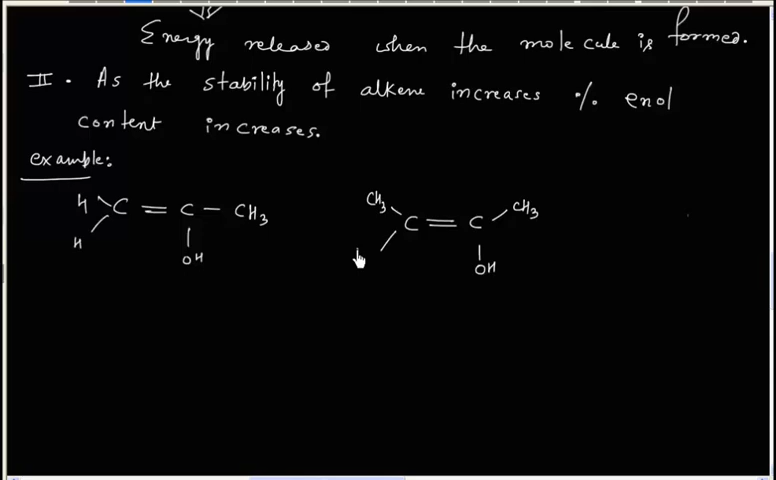 Energy released when the molecule is formed.
II. As the stability of alkene increases % enol
content increases.
example:
H C = C - CH3
H OH
CH3 C = C CH3
OH